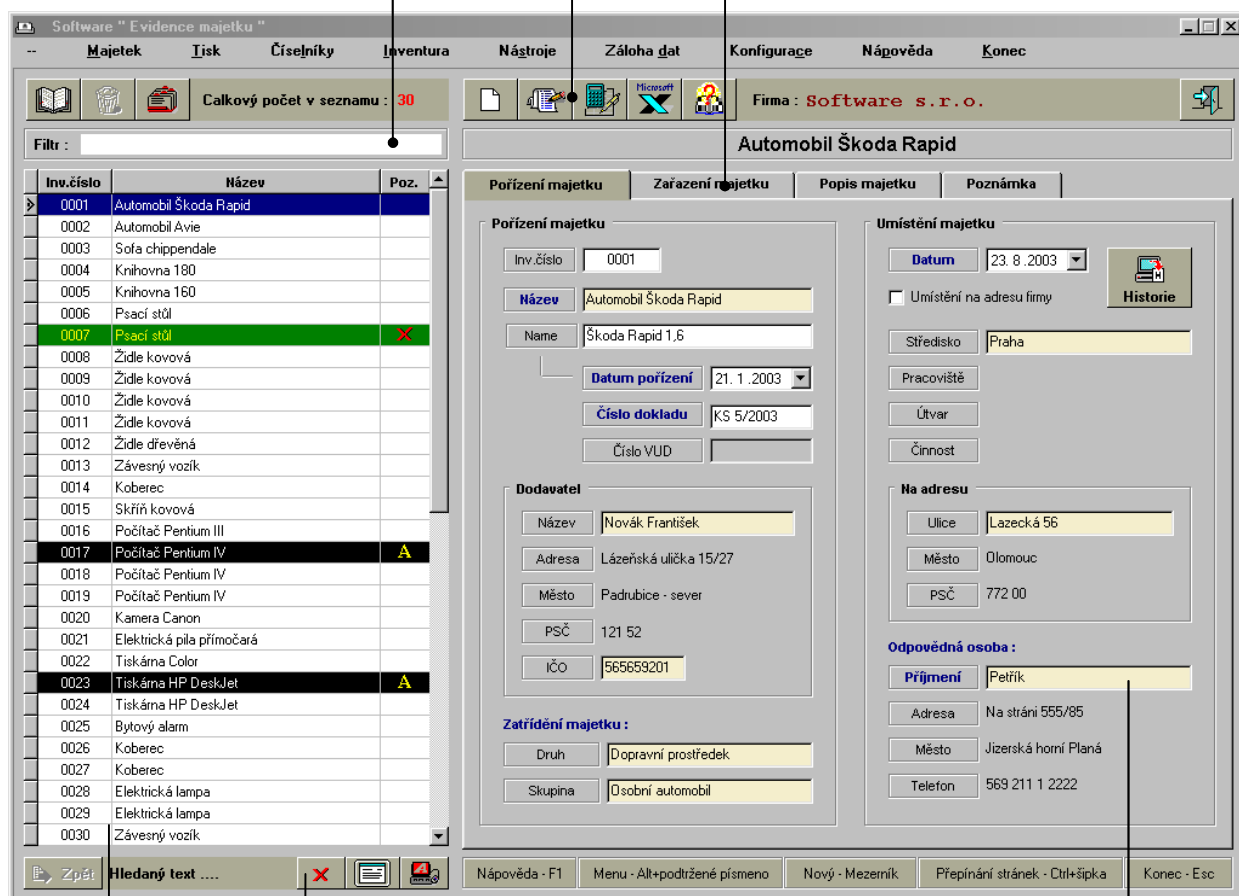 Software " Evidence majetku "
-- Majetek Tisk Číselníky Inventura Nástroje Záloha dat Konfigurace Nápověda Konec
Calkový počet v seznamu : 30
Microsoft
Firma : Software s.r.o.
Filtr :
Automobil Škoda Rapid
Inv.číslo Název Poz.
0001 Automobil Škoda Rapid
0002 Automobil Avie
0003 Sofa chippendale
0004 Knihovna 180
0005 Knihovna 160
0006 Psací stůl
0007 Psací stůl
0008 Židle kovová
0009 Židle kovová
0010 Židle kovová
0011 Židle kovová
0012 Židle dřevěná
0013 Závesný vozík
0014 Koberec
0015 Skříň kovová
0016 Počítač Pentium III
0017 Počítač Pentium IV A
0018 Počítač Pentium IV
0019 Počítač Pentium IV
0020 Kamera Canon
0021 Elektrická pila přímočará
0022 Tiskárna Color
0023 Tiskárna HP DeskJet A
0024 Tiskárna HP DeskJet
0025 Bytový alarm
0026 Koberec
0027 Koberec
0028 Elektrická lampa
0029 Elektrická lampa
0030 Závesný vozík
Zpět Hledaný text ....
Pořízení majetku Zařazení majetku Popis majetku Poznámka
Pořízení majetku
Inv.číslo 0001
Název Automobil Škoda Rapid
Name Škoda Rapid 1,6
Datum pořízení 21. 1 .2003
Číslo dokladu KS 5/2003
Číslo VUD
Dodavatel
Název Novák František
Adresa Lázeňská ulička 15/27
Město Padrubice - sever
PSČ 121 52
IČO 565659201
Zatřídění majetku :
Druh Dopravní prostředek
Skupina Osobní automobil
Umístění majetku
Datum 23. 8 .2003
Historie
Umístění na adresu firmy
Středisko Praha
Pracoviště
Útvar
Činnost
Na adresu
Ulice Lazecká 56
Město Olomouc
PSČ 772 00
Odpovědná osoba :
Příjmení Petřík
Adresa Na stráni 555/85
Město Jizerská horní Planá
Telefon 569 211 1 2222
Nápověda - F1 Menu - Alt+podtržené písmeno Nový - Mezerník Přepínání stránek - Ctrl+šipka Konec - Esc